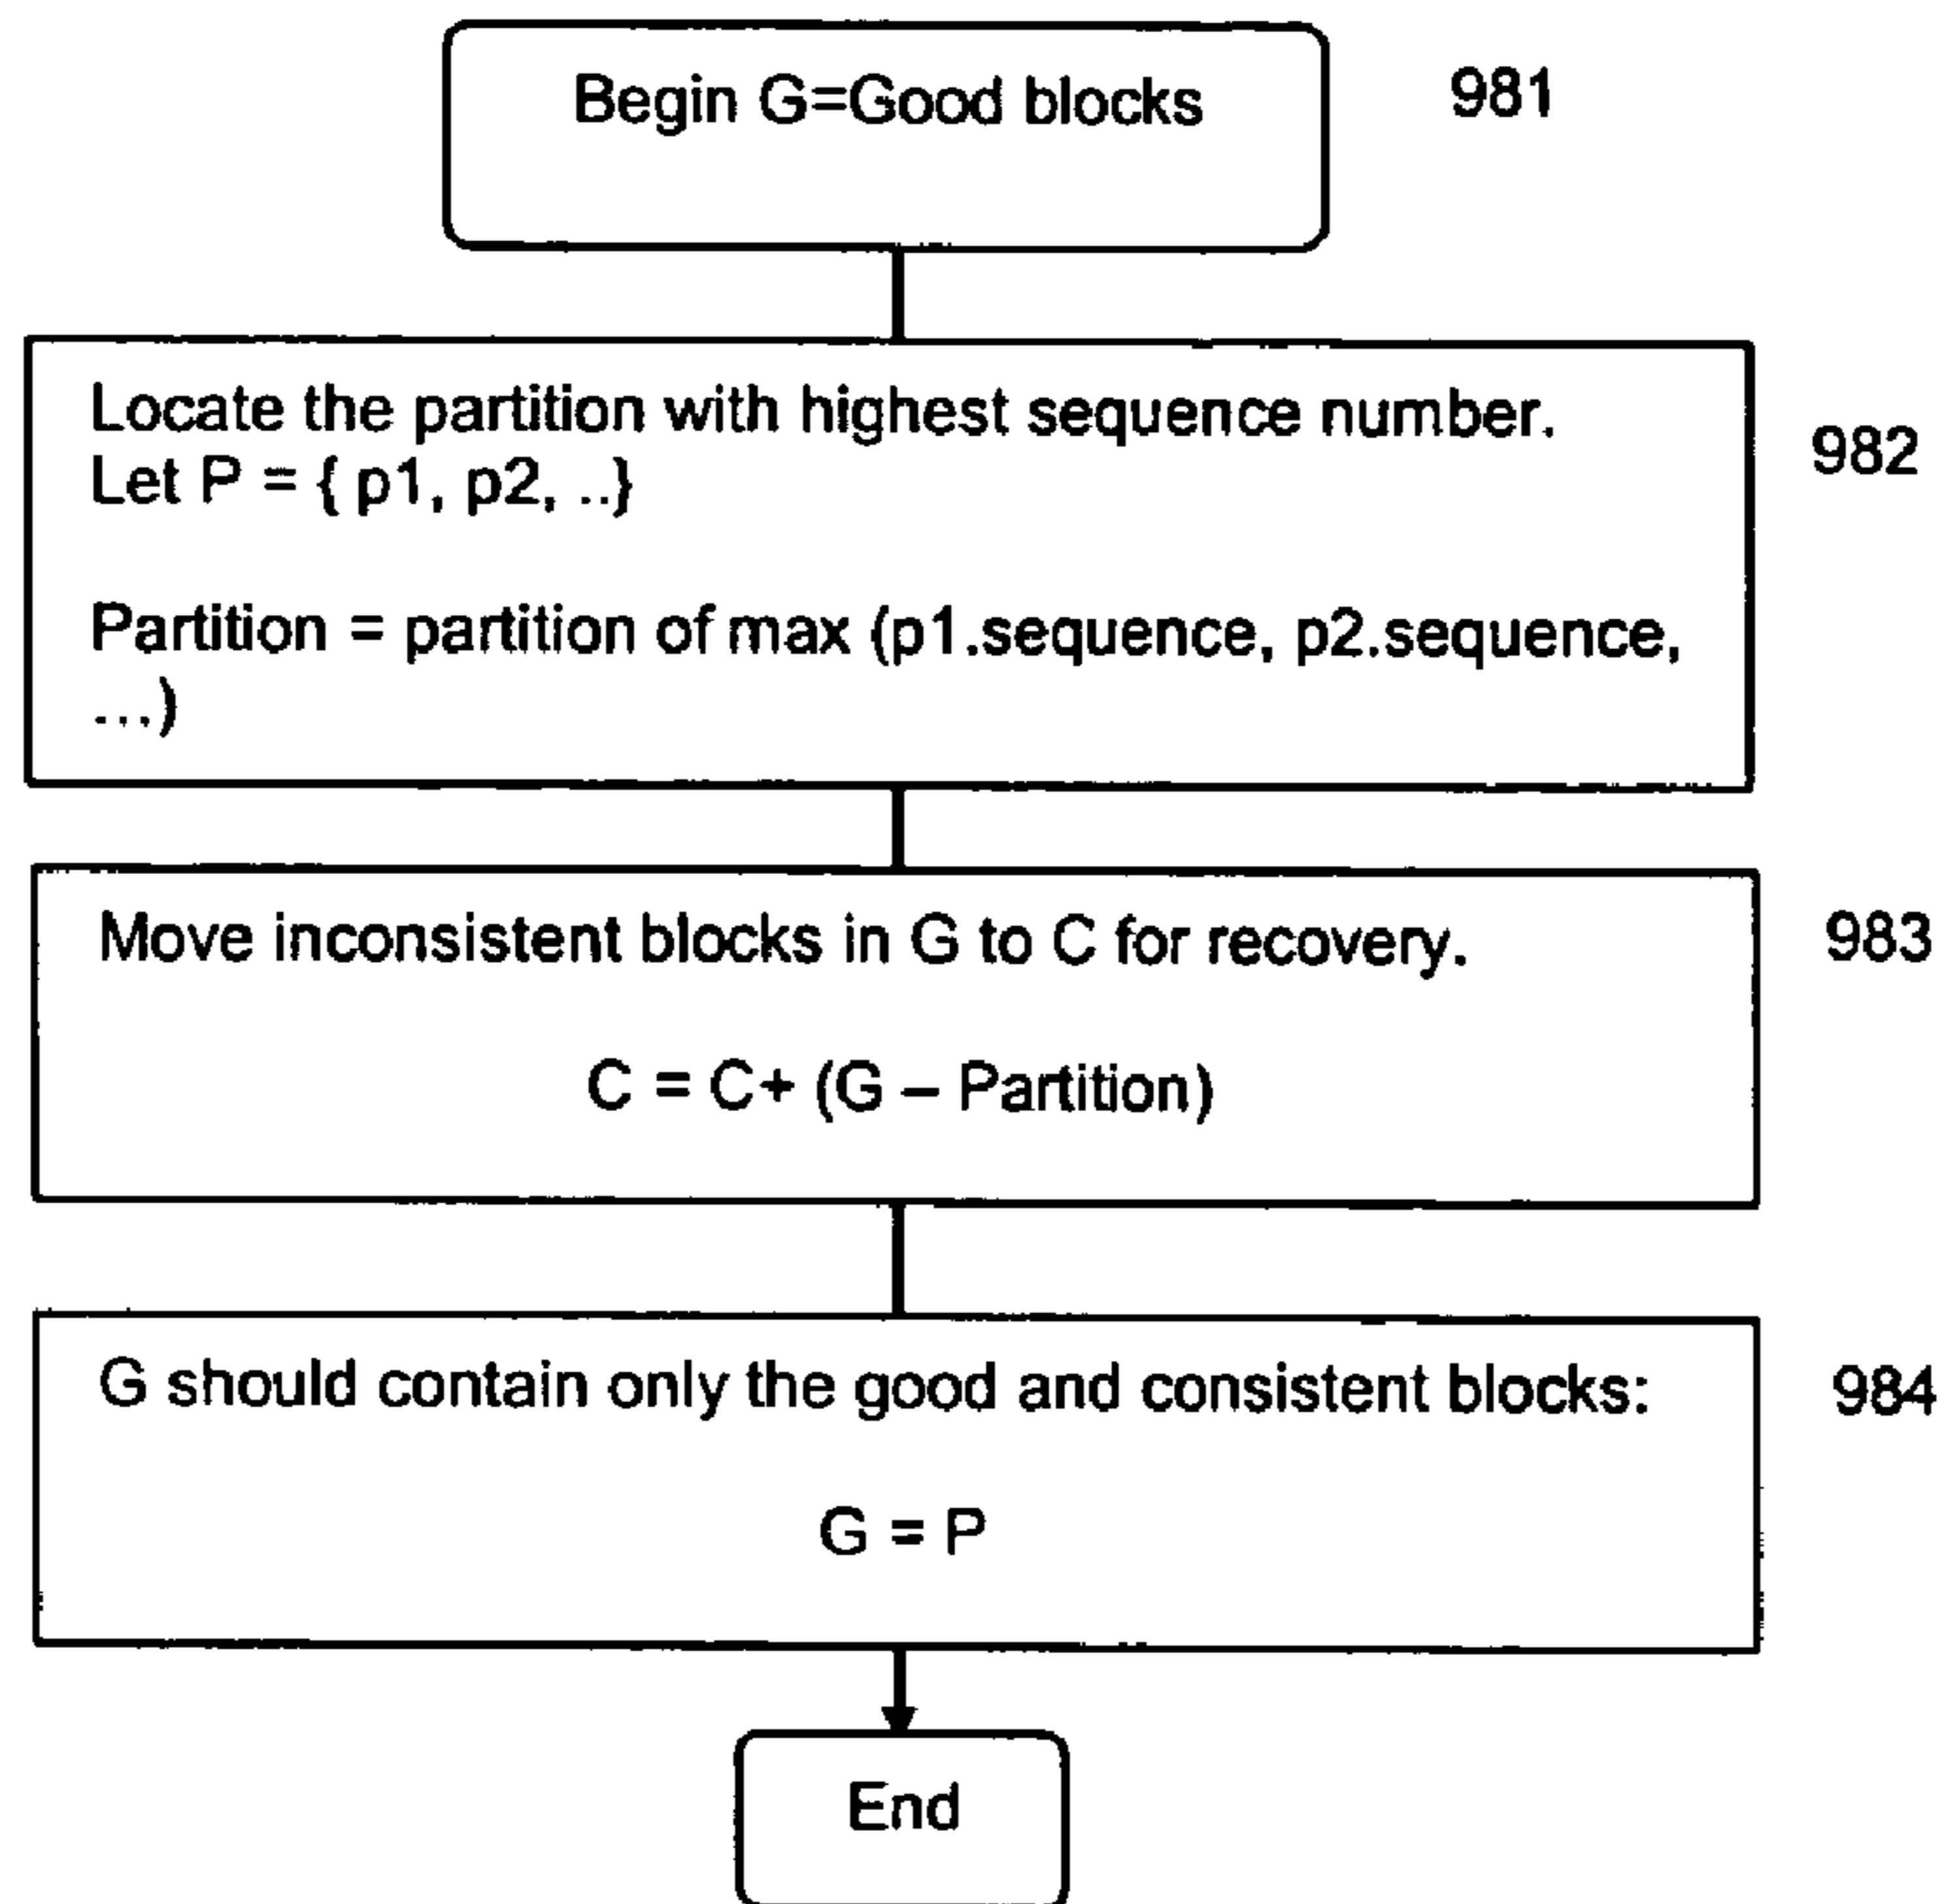 Begin G=Good blocks
981
Locate the partition with highest sequence number.
Let P = { p1, p2, ..}
982
Partition = partition of max (p1.sequence, p2.sequence,
...)
Move inconsistent blocks in G to C for recovery.
983
C = C+ (G – Partition)
G should contain only the good and consistent blocks:
984
G = P
End